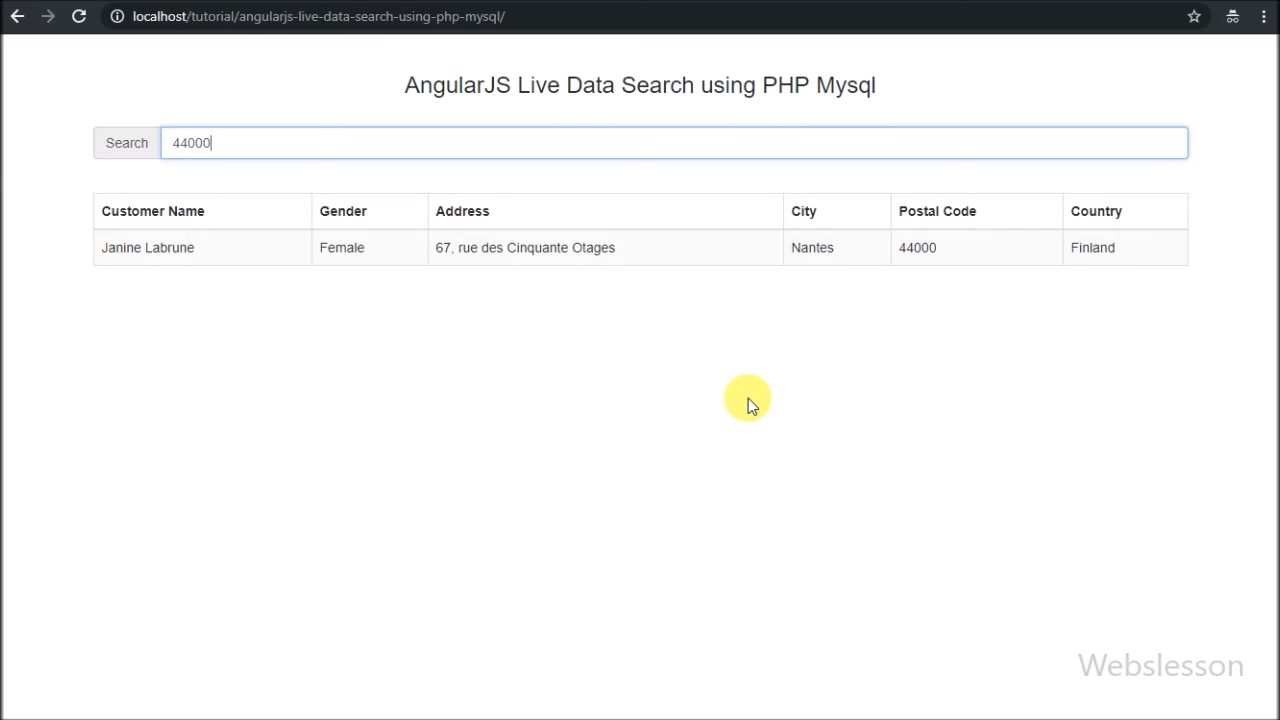 localhost/tutorial/angularjs-live-data-search-using-php-mysql/
AngularJS Live Data Search using PHP Mysql
Search 44000
Customer Name Gender Address City Postal Code Country
Janine Labrune Female 67, rue des Cinquante Otages Nantes 44000 Finland
Webslesson